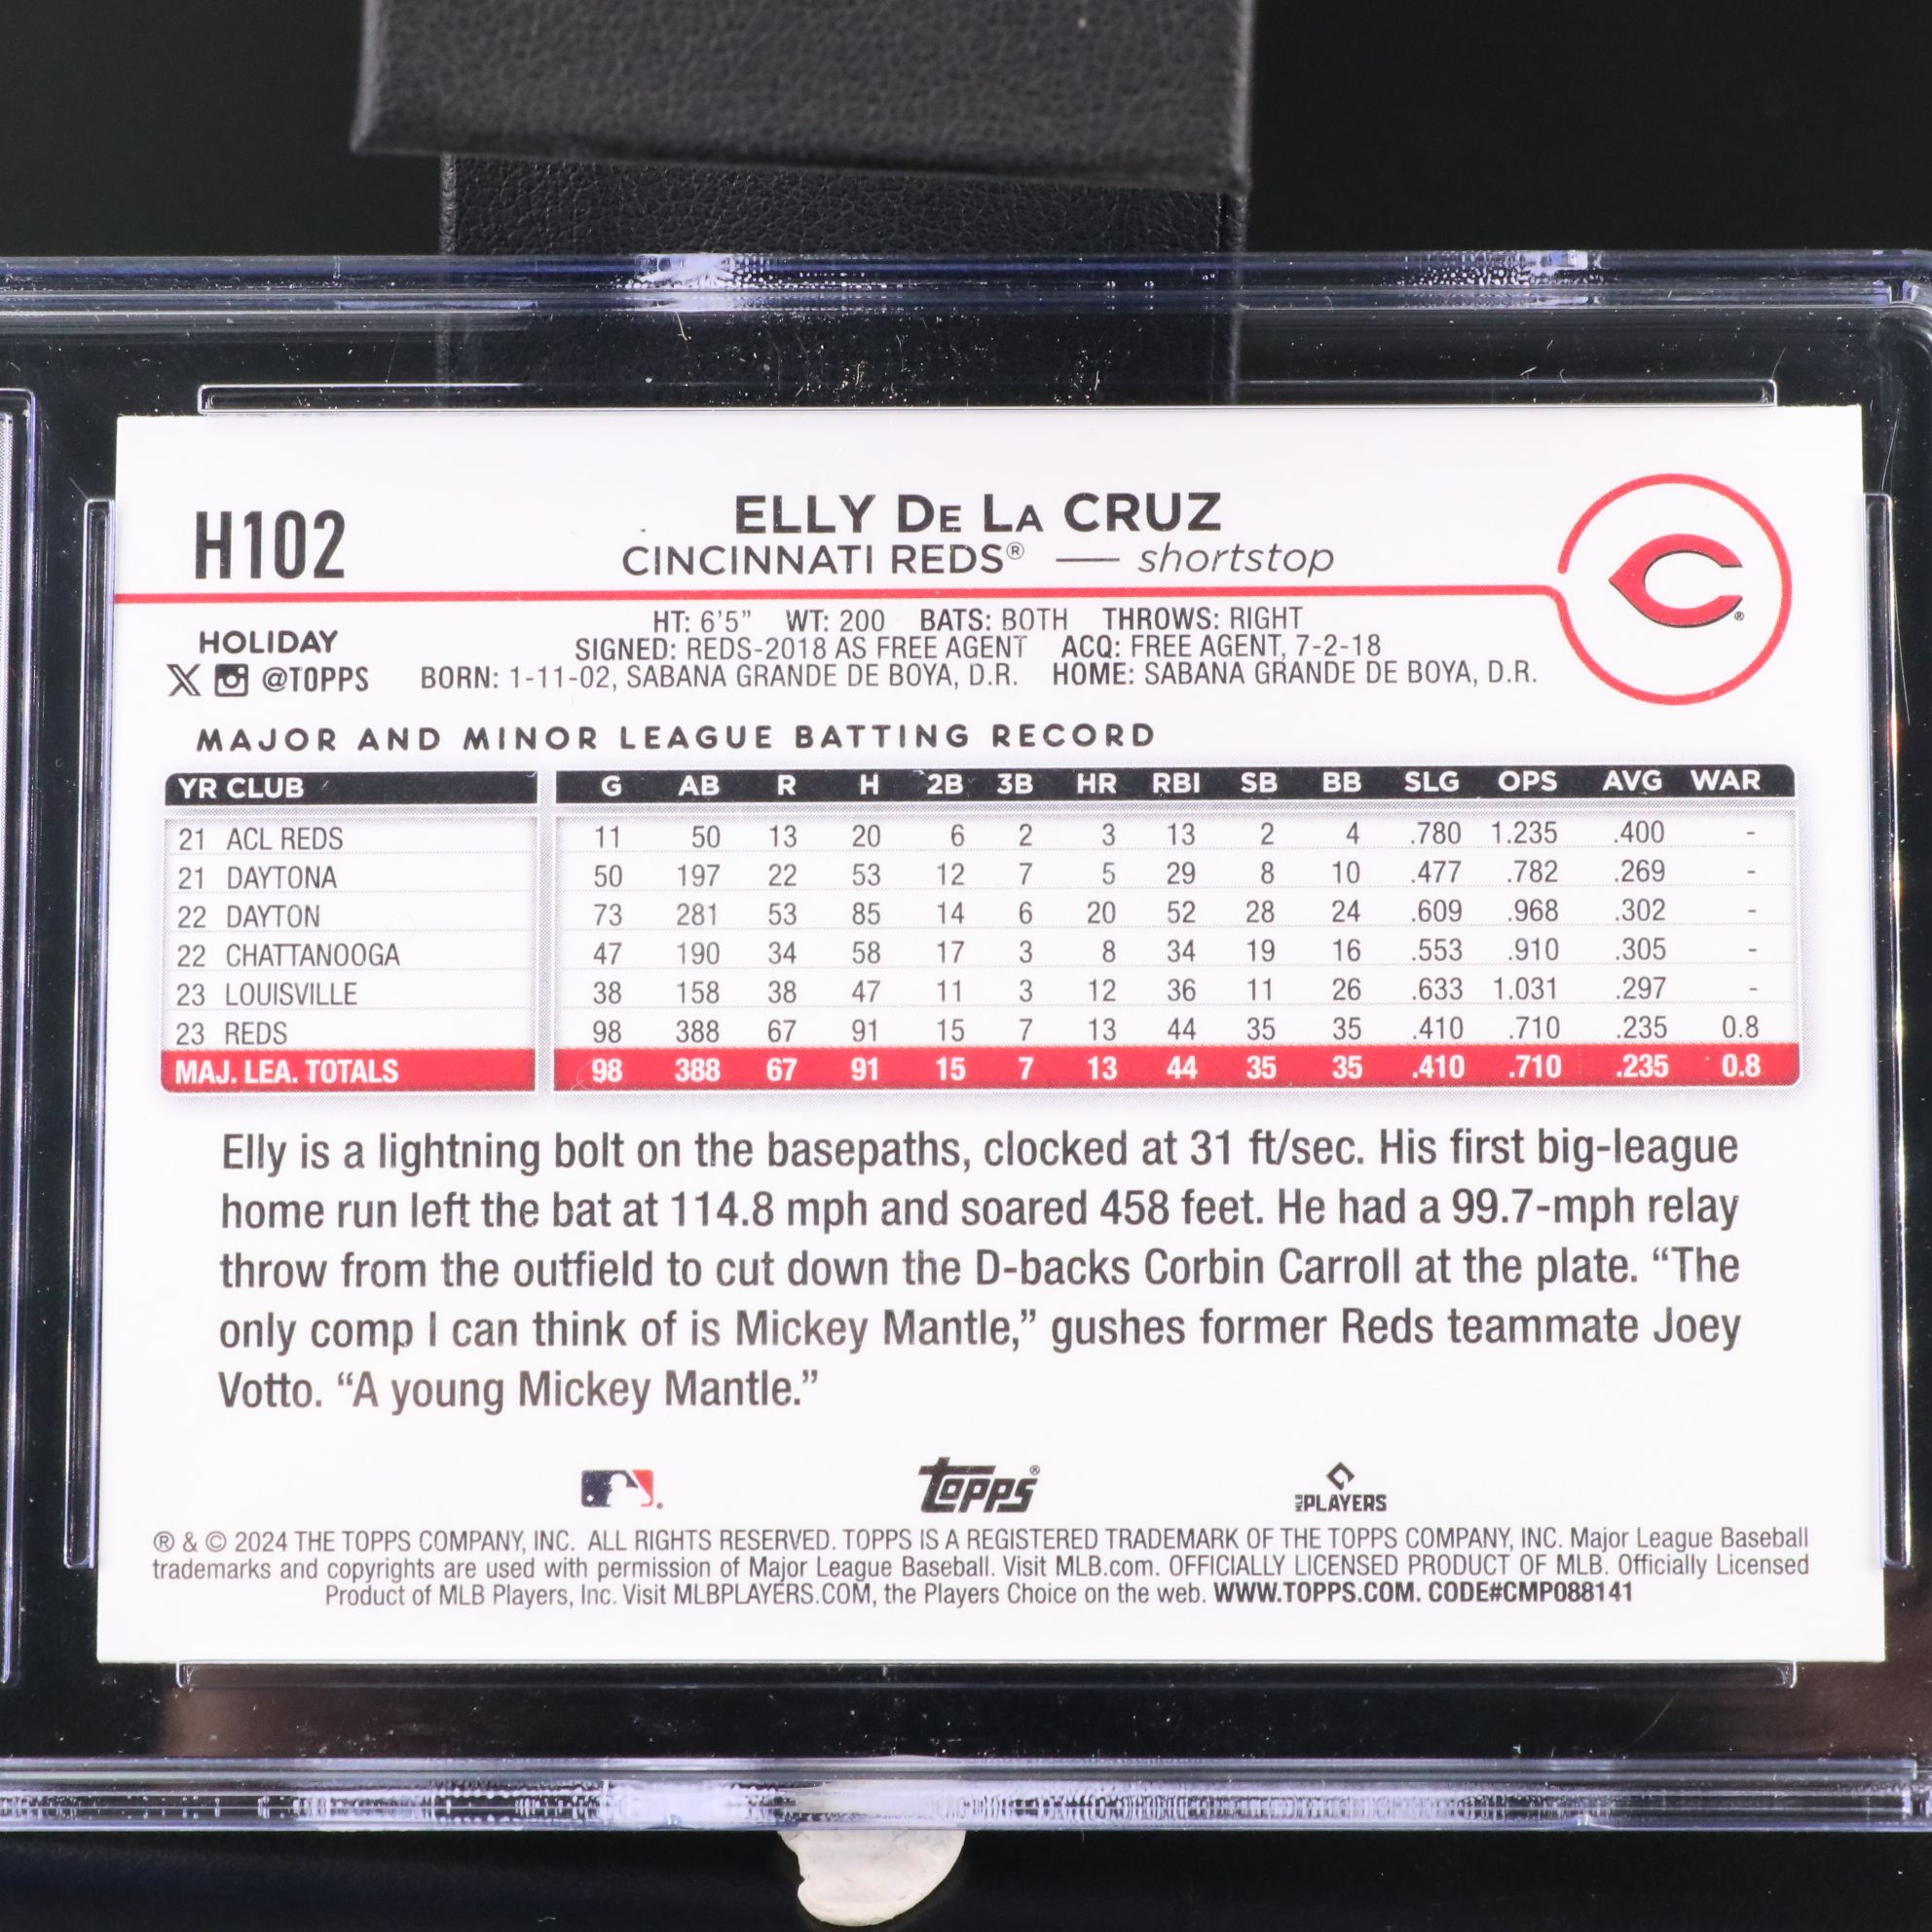 H102
ELLY DE LA CRUZ
CINCINNATI REDS® — shortstop
HT: 6'5" WT: 200 BATS: BOTH THROWS: RIGHT
HOLIDAY
SIGNED: REDS-2018 AS FREE AGENT ACQ: FREE AGENT, 7-2-18
@TOPPS
BORN: 1-11-02, SABANA GRANDE DE BOYA, D.R. HOME: SABANA GRANDE DE BOYA, D.R.
MAJOR AND MINOR LEAGUE BATTING RECORD
YR CLUB G AB R H 2B 3B HR RBI SB BB SLG OPS AVG WAR
21 ACL REDS 11 50 13 20 6 2 3 13 2 4 .780 1.235 .400 -
21 DAYTONA 50 197 22 53 12 7 5 29 8 10 .477 .782 .269 -
22 DAYTON 73 281 53 85 14 6 20 52 28 24 .609 .968 .302 -
22 CHATTANOOGA 47 190 34 58 17 3 8 34 19 16 .553 .910 .305 -
23 LOUISVILLE 38 158 38 47 11 3 12 36 11 26 .633 1.031 .297 -
23 REDS 98 388 67 91 15 7 13 44 35 35 .410 .710 .235 0.8
MAJ. LEA. TOTALS 98 388 67 91 15 7 13 44 35 35 .410 .710 .235 0.8
Elly is a lightning bolt on the basepaths, clocked at 31 ft/sec. His first big-league
home run left the bat at 114.8 mph and soared 458 feet. He had a 99.7-mph relay
throw from the outfield to cut down the D-backs Corbin Carroll at the plate. “The
only comp I can think of is Mickey Mantle,” gushes former Reds teammate Joey
Votto. “A young Mickey Mantle.”
TOPPS®
MLB PLAYERS
® & © 2024 THE TOPPS COMPANY, INC. ALL RIGHTS RESERVED. TOPPS IS A REGISTERED TRADEMARK OF THE TOPPS COMPANY, INC. Major League Baseball
trademarks and copyrights are used with permission of Major League Baseball. Visit MLB.com. OFFICIALLY LICENSED PRODUCT OF MLB. Officially Licensed
Product of MLB Players, Inc. Visit MLBPLAYERS.COM, the Players Choice on the web. WWW.TOPPS.COM. CODE#CMP088141